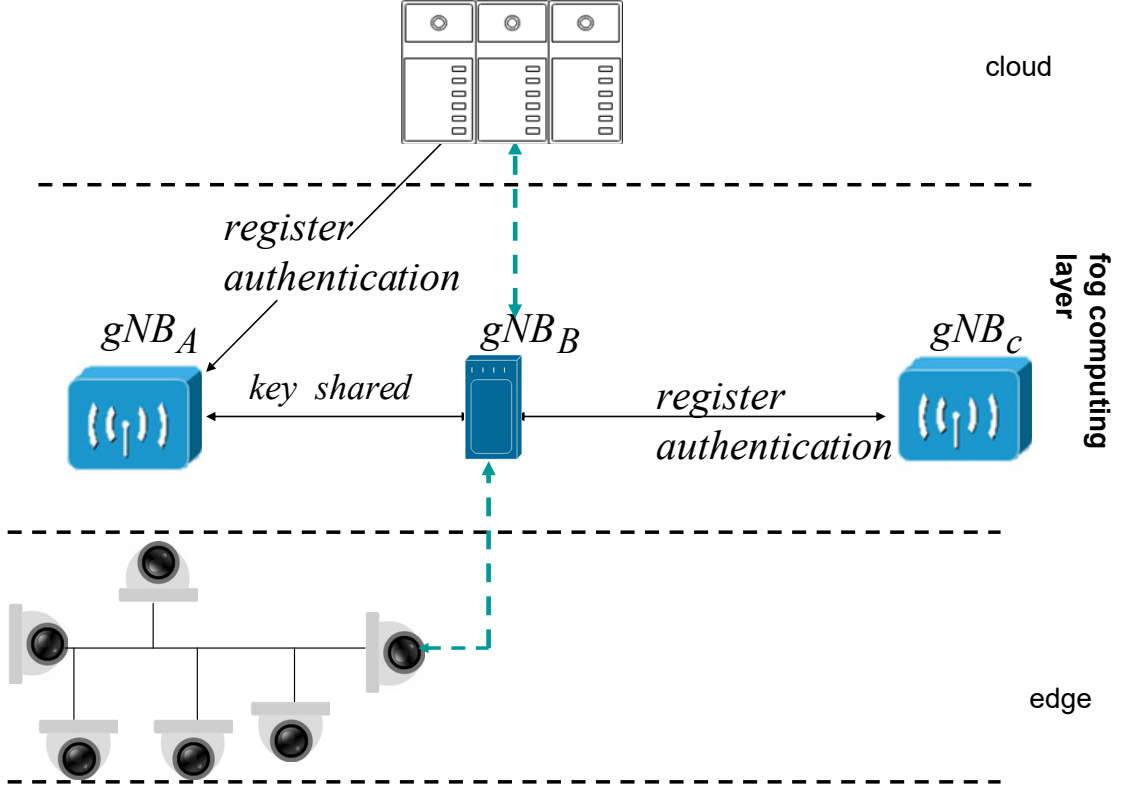 cloud
register
authentication
fog computing
layer
gNB_A
gNB_B
gNB_c
key shared
register
authentication
edge